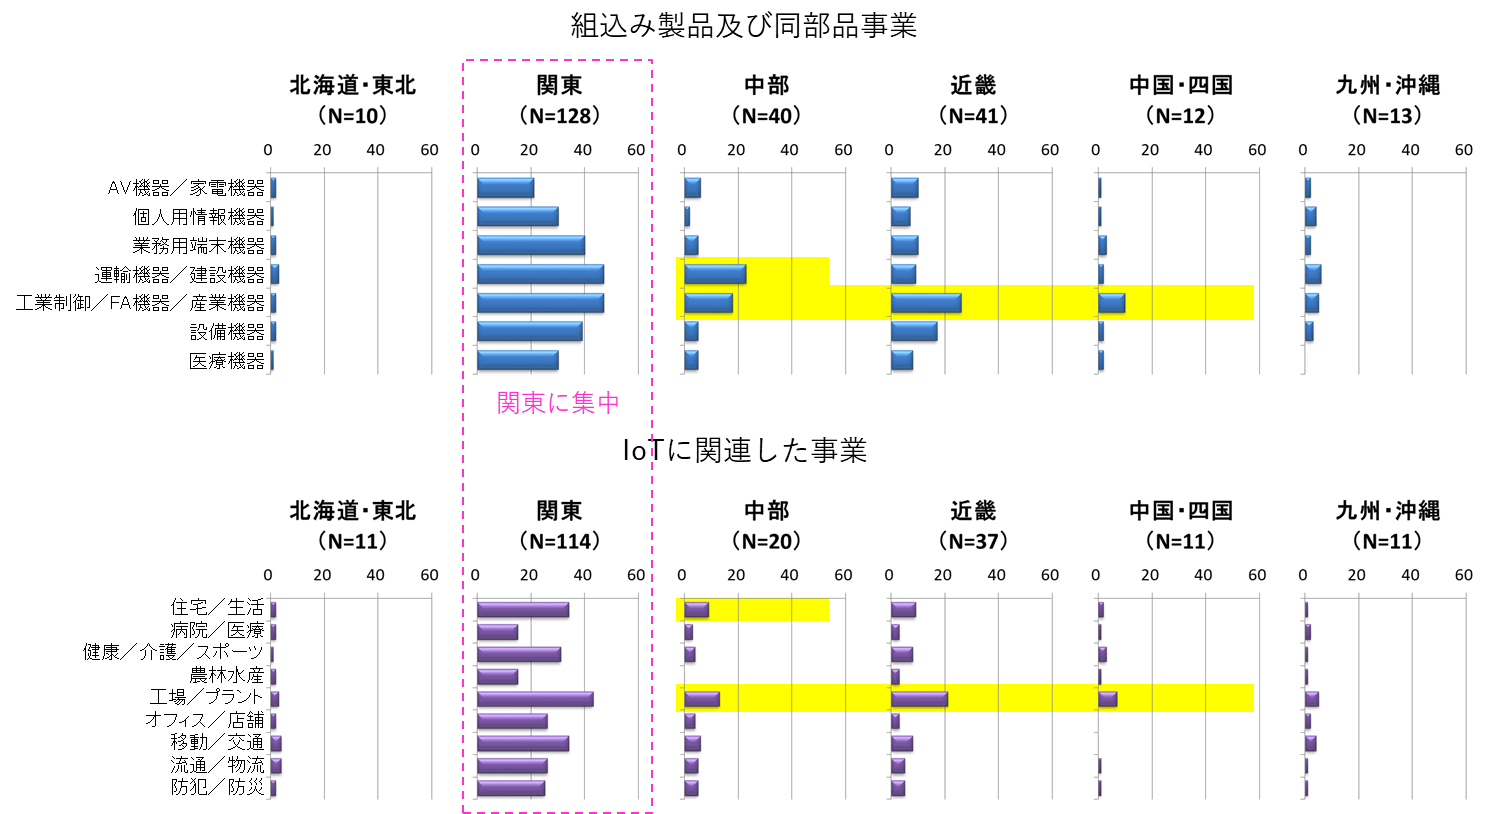 組込み製品及び同部品事業
北海道・東北 関東 中部 近畿 中国・四国 九州・沖縄
（N=10） （N=128） （N=40） （N=41） （N=12） （N=13）
0 20 40 60 0 20 40 60 0 20 40 60 0 20 40 60 0 20 40 60 0 20 40 60
AV機器／家電機器
個人用情報機器
業務用端末機器
運輸機器／建設機器
工業制御／FA機器／産業機器
設備機器
医療機器
関東に集中
IoTに関連した事業
北海道・東北 関東 中部 近畿 中国・四国 九州・沖縄
（N=11） （N=114） （N=20） （N=37） （N=11） （N=11）
0 20 40 60 0 20 40 60 0 20 40 60 0 20 40 60 0 20 40 60 0 20 40 60
住宅／生活
病院／医療
健康／介護／スポーツ
農林水産
工場／プラント
オフィス／店舗
移動／交通
流通／物流
防犯／防災